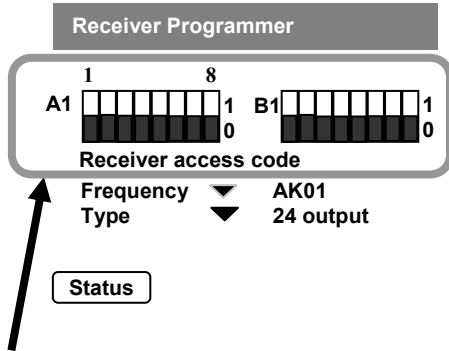 Receiver Programmer
1 8
A1 1 B1 1
0 0
Receiver access code
Frequency AK01
Type 24 output
Status